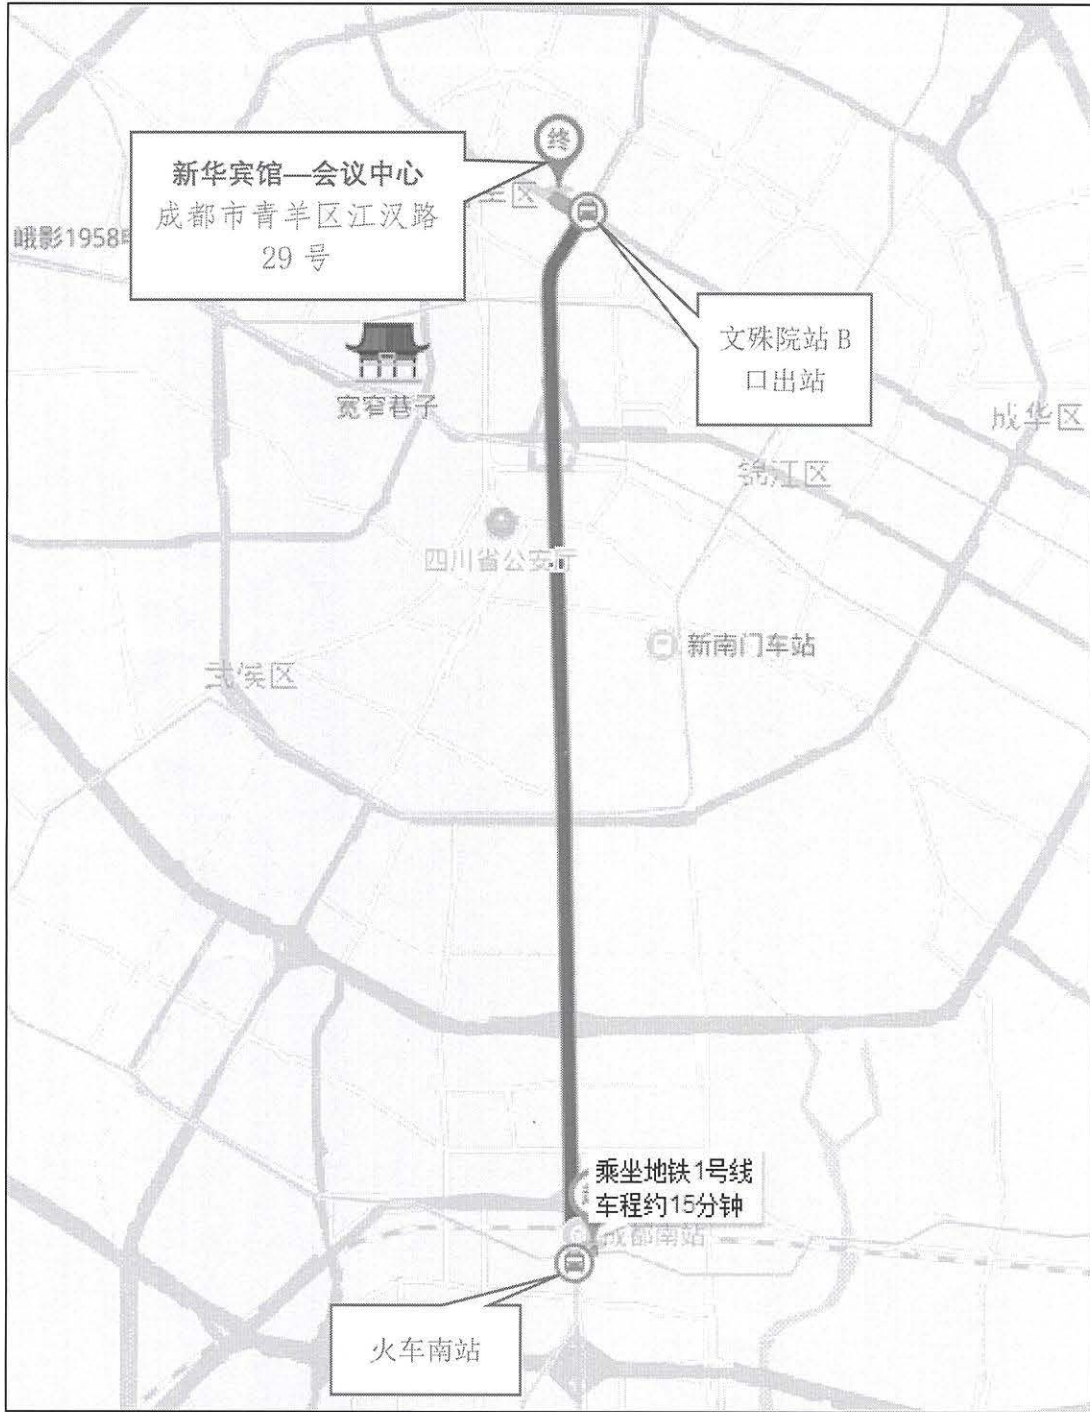 终
新华宾馆—会议中心
成都市青羊区江汉路
29 号
峨影1958
文殊院站 B
口出站
宽窄巷子
成华区
锦江区
四川省公安厅
新南门车站
武侯区
乘坐地铁1号线
车程约15分钟
成都南站
火车南站